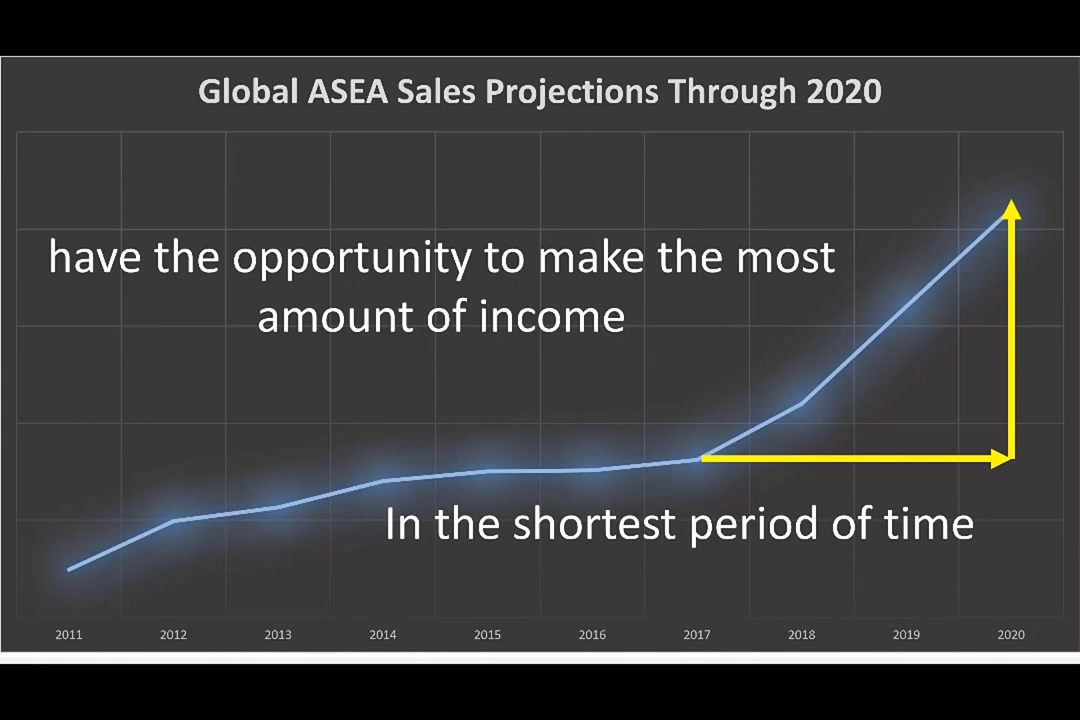 Global ASEA Sales Projections Through 2020
have the opportunity to make the most
amount of income
In the shortest period of time
2011 2012 2013 2014 2015 2016 2017 2018 2019 2020